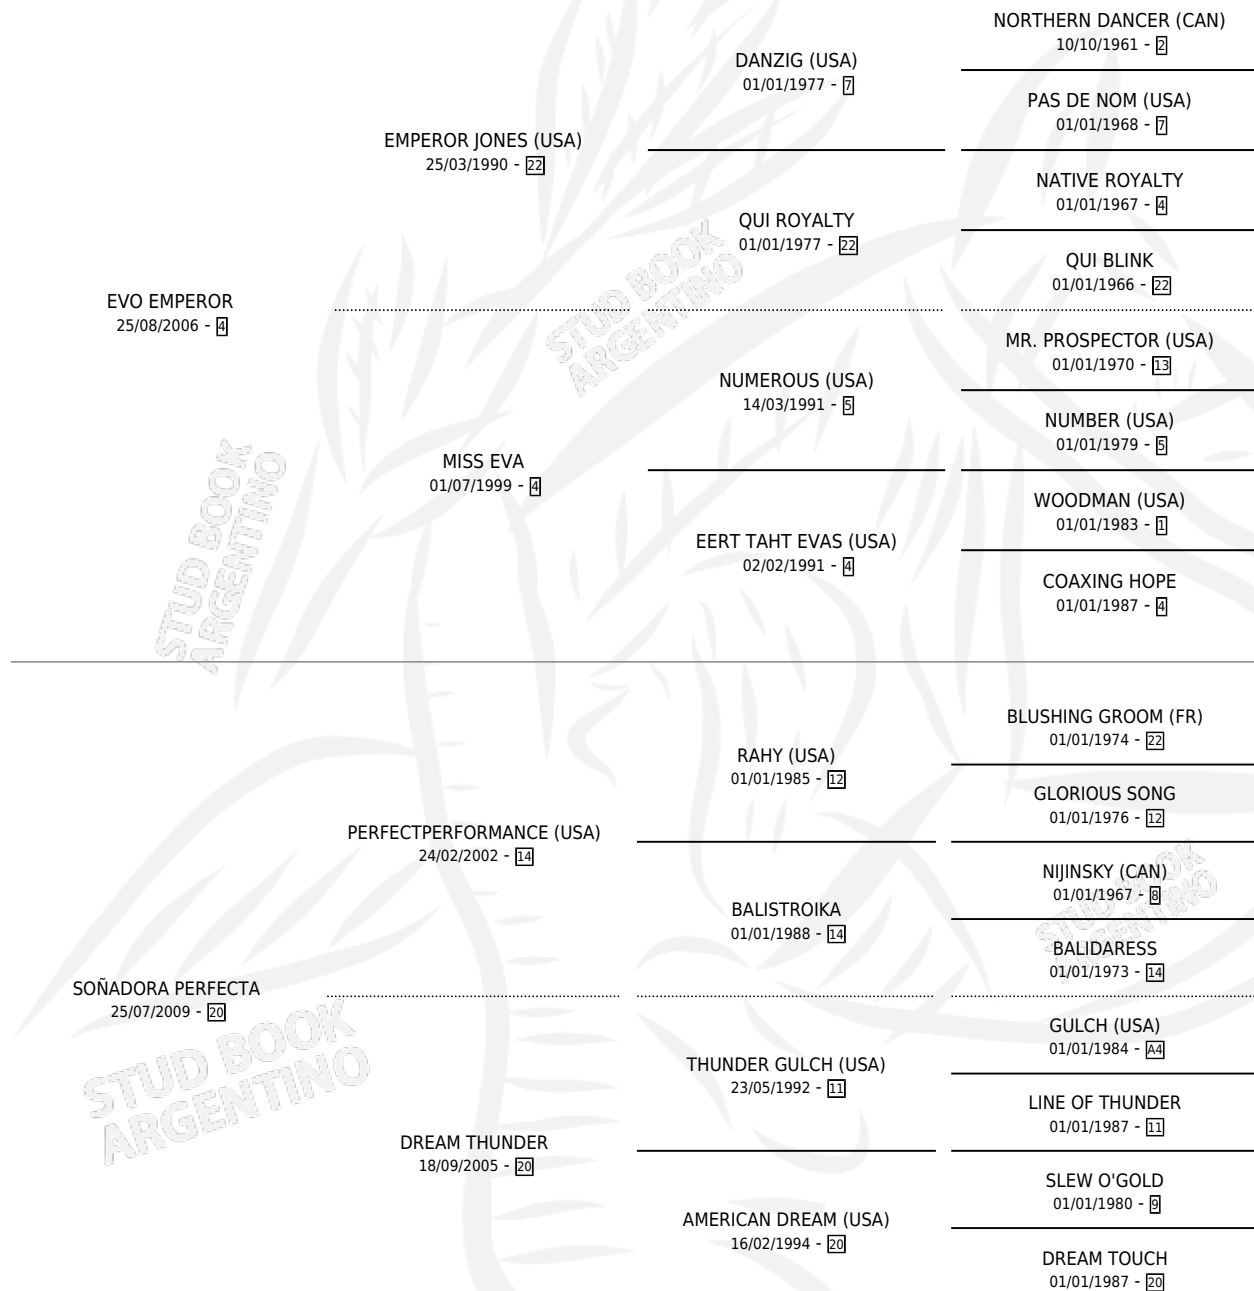 NORTHERN DANCER (CAN)
10/10/1961 - 2
DANZIG (USA)
01/01/1977 - 7
PAS DE NOM (USA)
01/01/1968 - 7
EMPEROR JONES (USA)
25/03/1990 - 22
NATIVE ROYALTY
01/01/1967 - 4
QUI ROYALTY
01/01/1977 - 22
QUI BLINK
01/01/1966 - 22
EVO EMPEROR
25/08/2006 - 4
STUD BOOK
ARGENTINO
MR. PROSPECTOR (USA)
01/01/1970 - 13
NUMEROUS (USA)
14/03/1991 - 5
NUMBER (USA)
01/01/1979 - 5
MISS EVA
01/07/1999 - 4
WOODMAN (USA)
01/01/1983 - 1
EERT TAHT EVAS (USA)
02/02/1991 - 4
COAXING HOPE
01/01/1987 - 4
STUD BOOK
ARGENTINO
BLUSHING GROOM (FR)
01/01/1974 - 22
RAHY (USA)
01/01/1985 - 12
GLORIOUS SONG
01/01/1976 - 12
PERFECTPERFORMANCE (USA)
24/02/2002 - 14
NIJINSKY (CAN)
01/01/1967 - 8
BALISTROIKA
01/01/1988 - 14
BALIDARESS
01/01/1973 - 14
STUD BOOK
ARGENTINO
SOÑADORA PERFECTA
25/07/2009 - 20
STUD BOOK
ARGENTINO
GULCH (USA)
01/01/1984 - A4
THUNDER GULCH (USA)
23/05/1992 - 11
LINE OF THUNDER
01/01/1987 - 11
DREAM THUNDER
18/09/2005 - 20
SLEW O'GOLD
01/01/1980 - 9
AMERICAN DREAM (USA)
16/02/1994 - 20
DREAM TOUCH
01/01/1987 - 20